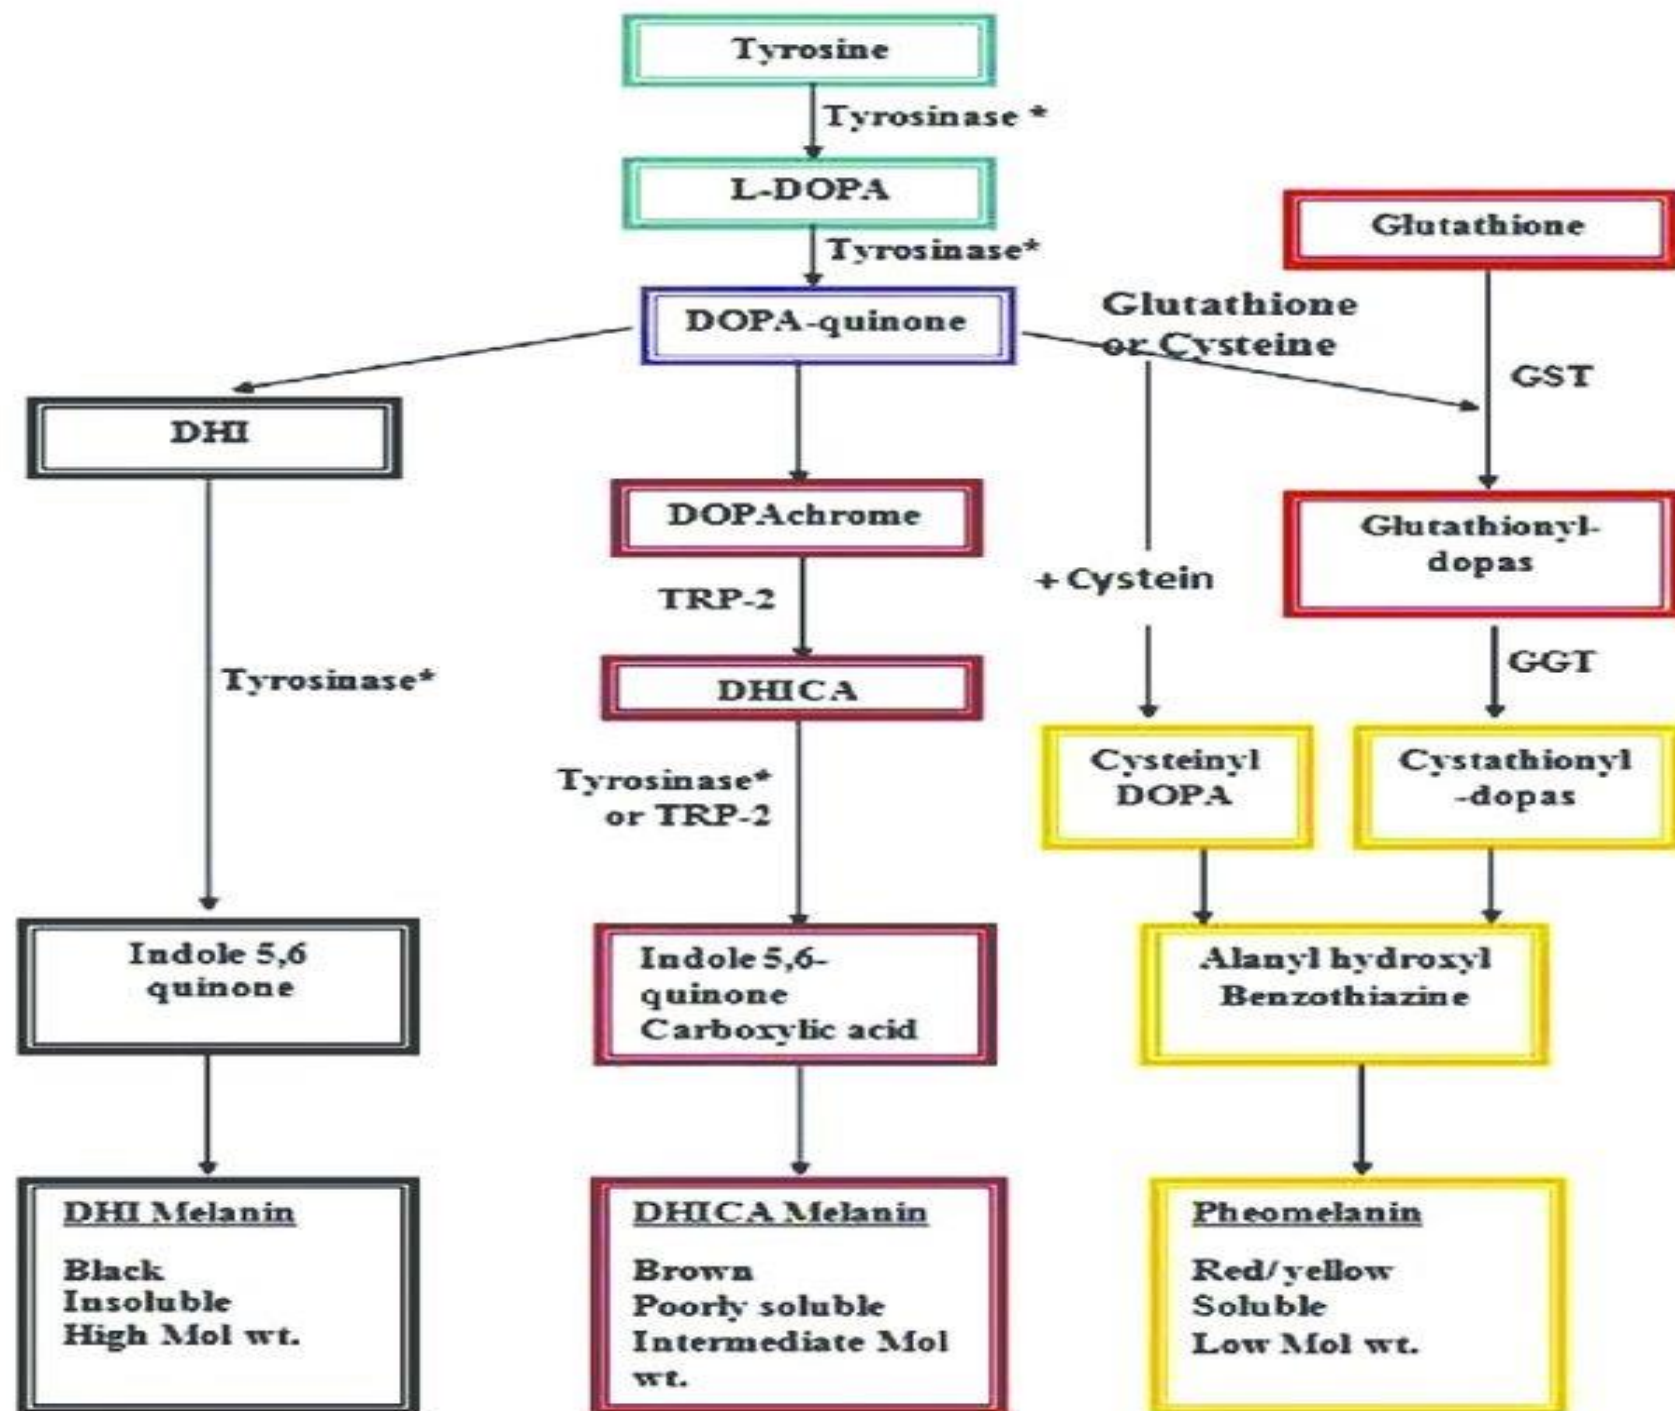 Tyrosine
Tyrosinase *
L-DOPA
Tyrosinase*
DOPA-quinone
Glutathione
Glutathione
or Cysteine
GST
DHI
DOPAchrome
Glutathionyl-
dopas
TRP-2
+ Cystein
GGT
Tyrosinase*
DHICA
Tyrosinase*
or TRP-2
Cysteinyl
DOPA
Cystathionyl
-dopas
Indole 5,6
quinone
Indole 5,6-
quinone
Carboxylic acid
Alanyl hydroxyl
Benzothiazine
DHI Melanin
Black
Insoluble
High Mol wt.
DHICA Melanin
Brown
Poorly soluble
Intermediate Mol
wt.
Pheomelanin
Red/yellow
Soluble
Low Mol wt.